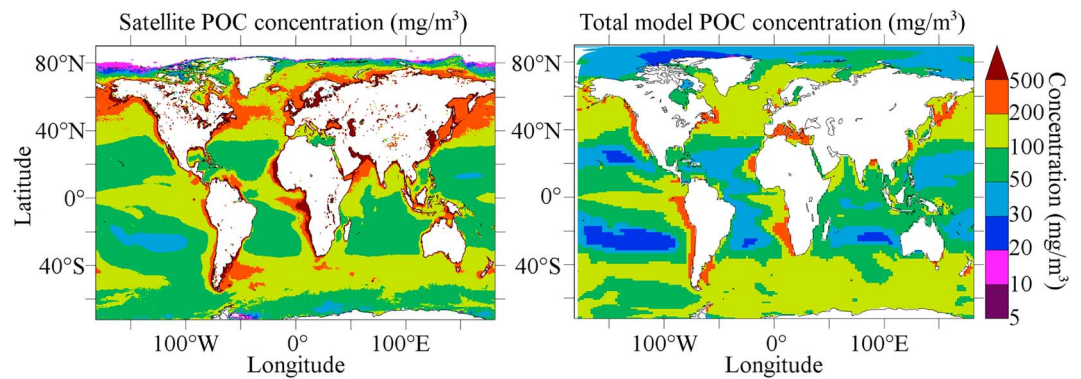 Satellite POC concentration (mg/m³)
Total model POC concentration (mg/m³)
80°N
40°N
0°
40°S
Latitude
100°W
0°
100°E
Longitude
80°N
40°N
0°
40°S
100°W
0°
100°E
Longitude
500
200
100
50
30
20
10
5
Concentration (mg/m³)